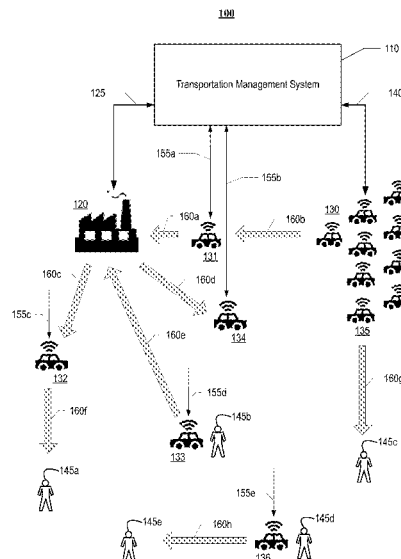 100
110
125
Transportation Management System
140
155a
155b
120
130
160a
160b
131
135
160c
160d
155c
160e
134
132
155d
160g
160f
145b
133
145a
145c
155e
145e
145d
160h
136